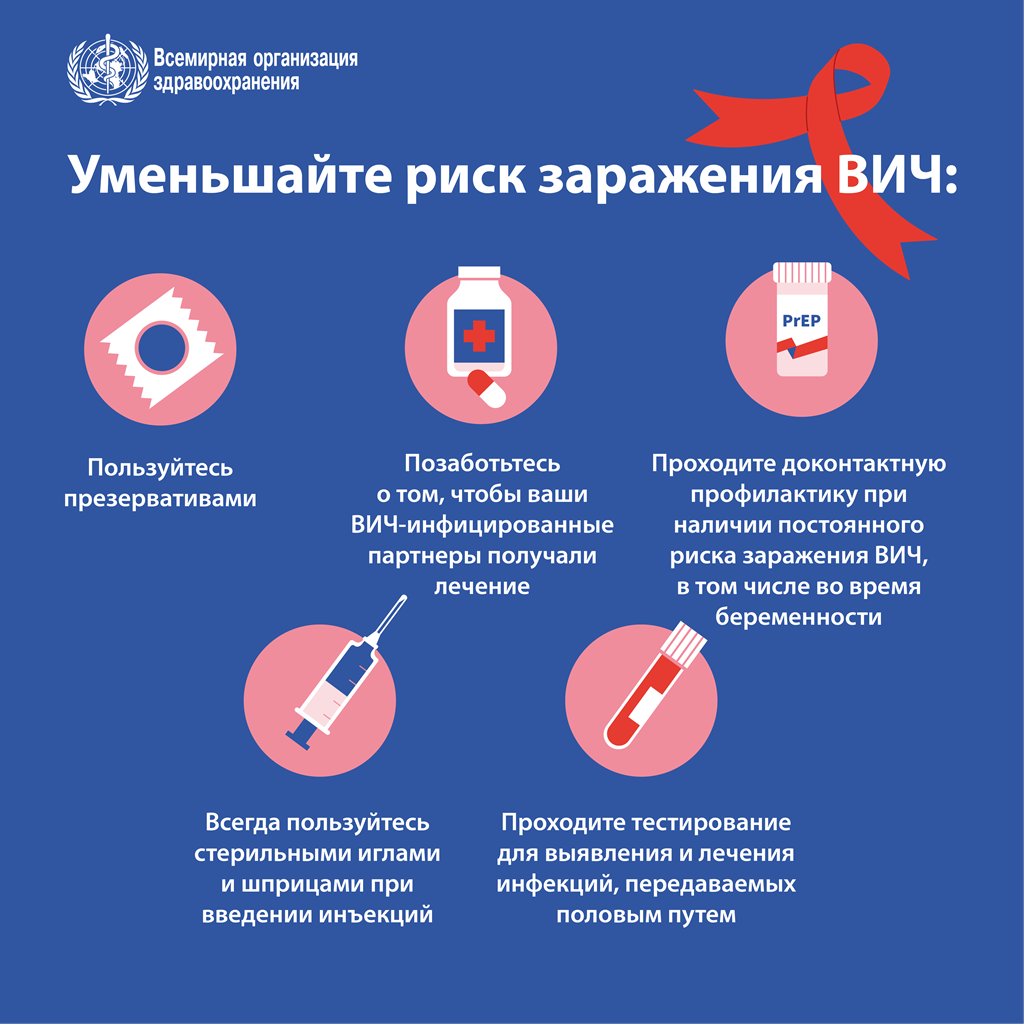 Всемирная организация
здравоохранения
Уменьшайте риск заражения ВИЧ:
PrEP
Пользуйтесь
презервативами
Позаботьтесь
о том, чтобы ваши
ВИЧ-инфицированные
партнеры получали
лечение
Проходите доконтактную
профилактику при
наличии постоянного
риска заражения ВИЧ,
в том числе во время
беременности
Всегда пользуйтесь
стерильными иглами
и шприцами при
введении инъекций
Проходите тестирование
для выявления и лечения
инфекций, передаваемых
половым путем